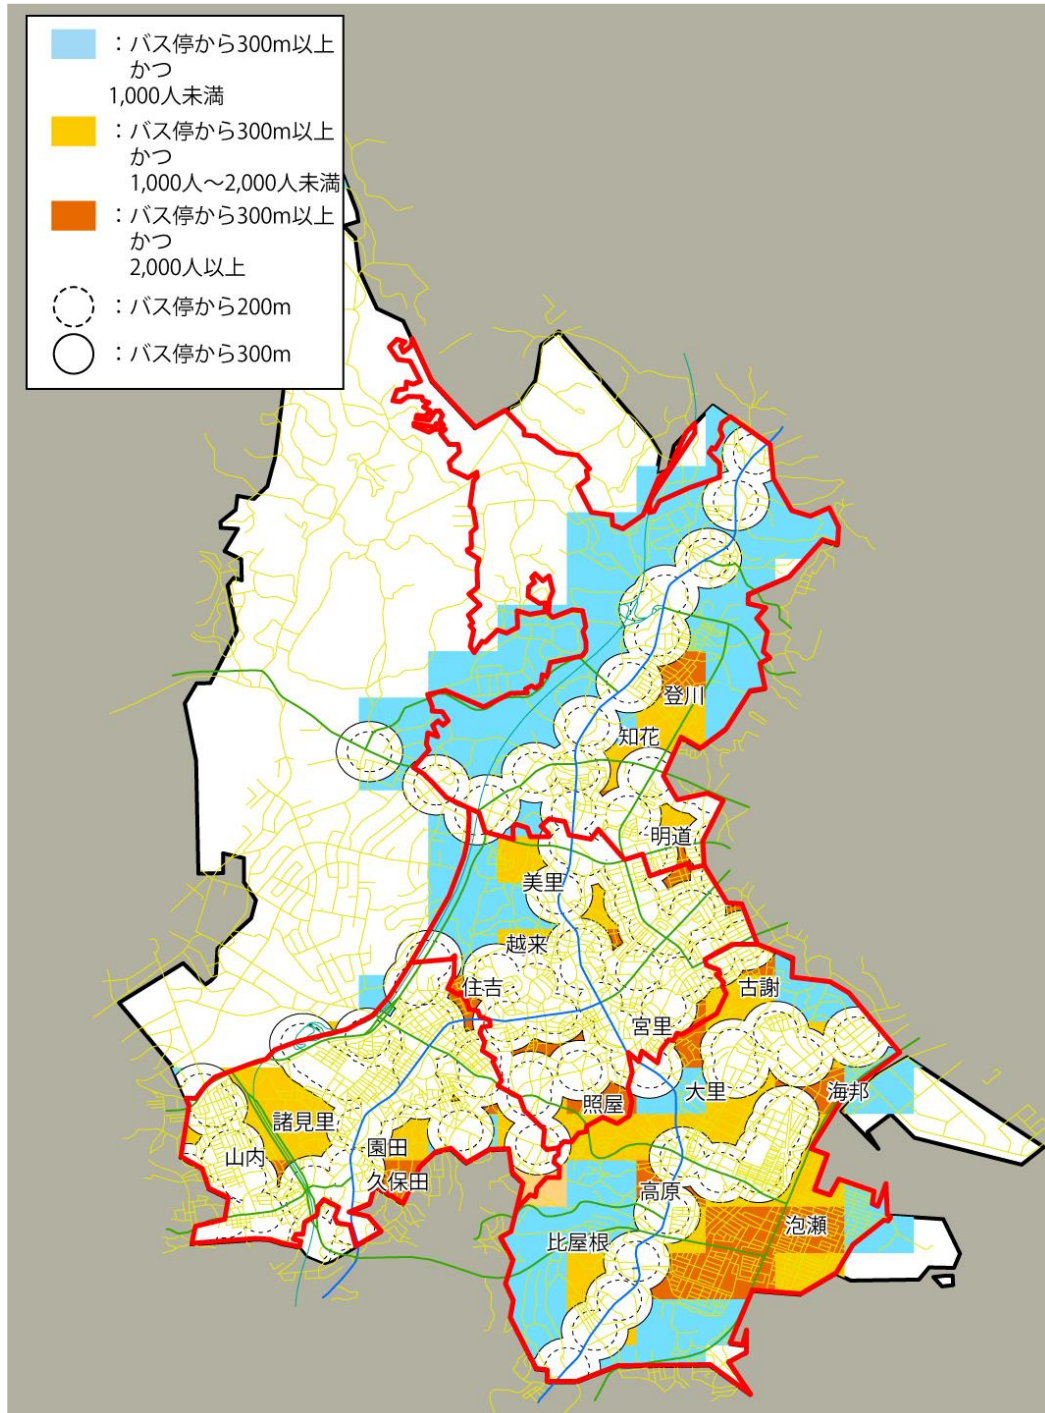 ：バス停から300m以上
かつ
1,000人未満
：バス停から300m以上
かつ
1,000人～2,000人未満
：バス停から300m以上
かつ
2,000人以上
：バス停から200m
：バス停から300m
登川
知花
明道
美里
越来
住吉
古謝
宮里
大里
海邦
照屋
諸見里
園田
山内
久保田
高原
泡瀬
比屋根